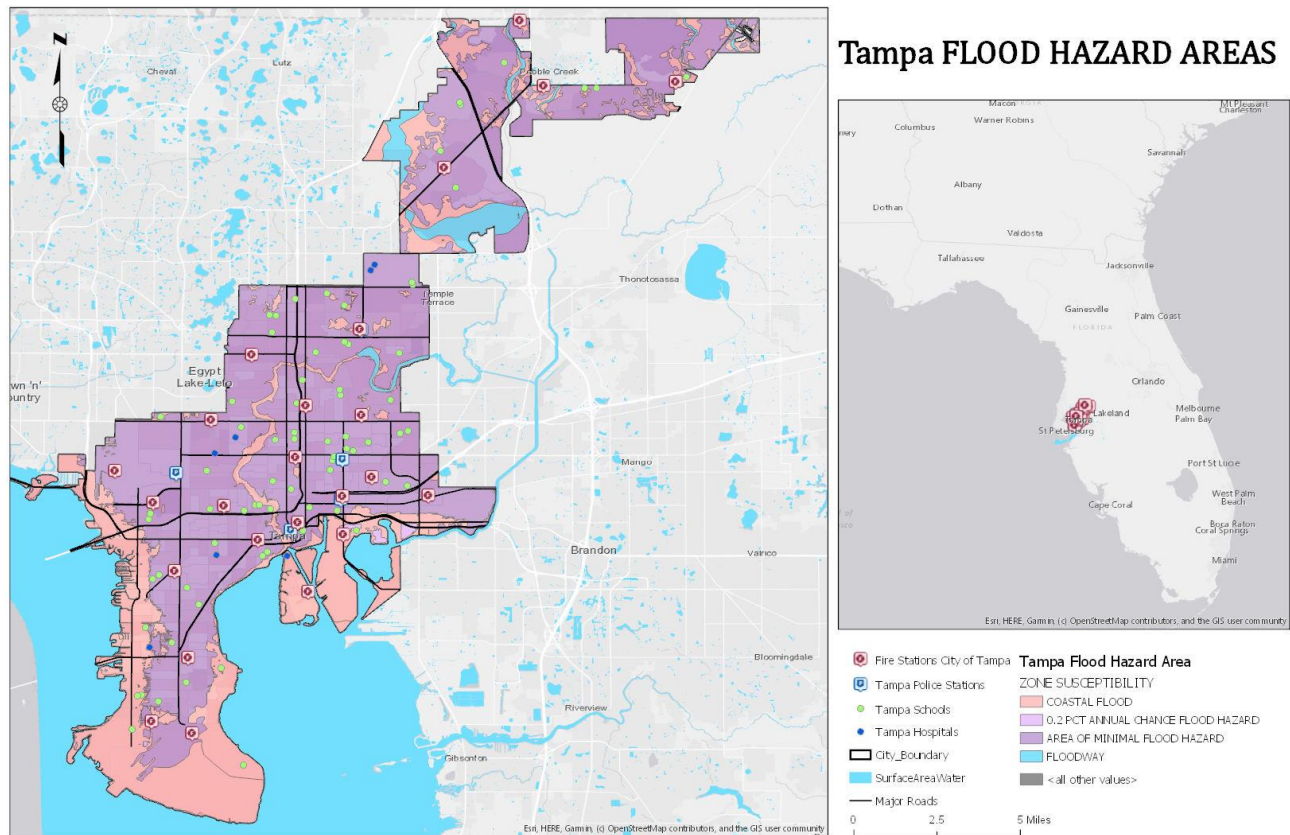 Tampa FLOOD HAZARD AREAS
N
Cheval
Lutz
Pebble Creek
Thonotosassa
Temple
Terrace
Egypt
Lake-Leto
own 'n'
ountry
Mango
Brandon
Valrico
Tampa
Bloomingdale
Riverview
Gibsonton
Esri, HERE, Garmin, (c) OpenStreetMap contributors, and the GIS user community
Macon
Mt Pleasant
Charleston
Warner Robins
Columbus
Savannah
Albany
Dothan
Valdosta
Tallahassee
Jacksonville
Gainesville
Palm Coast
FLORIDA
Orlando
Lakeland
Melbourne
Palm Bay
Tampa
St Petersburg
Port St Lucie
West Palm
Beach
Cape Coral
Boca Raton
Coral Springs
Miami
Esri, HERE, Garmin, (c) OpenStreetMap contributors, and the GIS user community
Fire Stations City of Tampa
Tampa Police Stations
Tampa Schools
Tampa Hospitals
City_Boundary
SurfaceAreaWater
Major Roads
0 2.5 5 Miles
Tampa Flood Hazard Area
ZONE SUSCEPTIBILITY
COASTAL FLOOD
0.2 PCT ANNUAL CHANCE FLOOD HAZARD
AREA OF MINIMAL FLOOD HAZARD
FLOODWAY
<all other values>